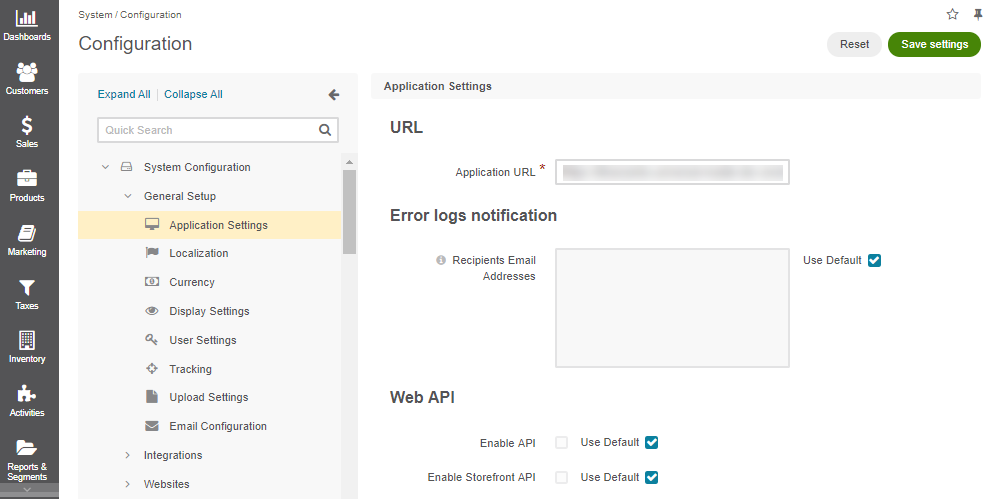 Dashboards
Customers
Sales
Products
Marketing
Taxes
Inventory
Activities
Reports &
Segments
System / Configuration
Configuration
Reset
Save settings
Expand All | Collapse All
Quick Search
System Configuration
General Setup
Application Settings
Localization
Currency
Display Settings
User Settings
Tracking
Upload Settings
Email Configuration
Integrations
Websites
Application Settings
URL
Application URL *
Error logs notification
Recipients Email
Addresses
Use Default
Web API
Enable API
Use Default
Enable Storefront API
Use Default